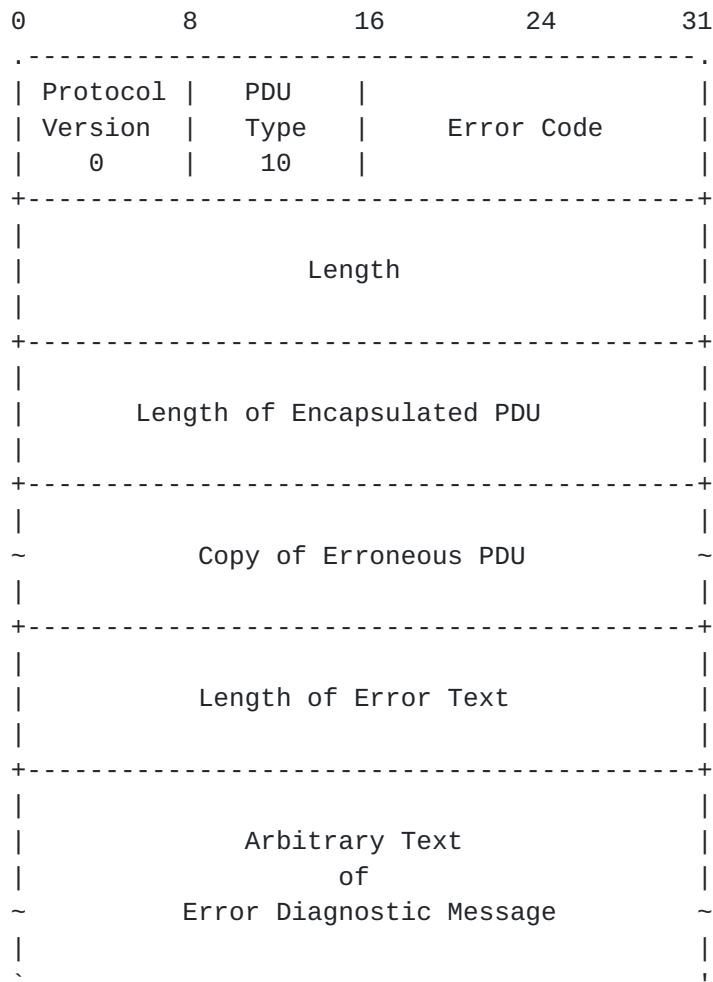 0          8         16         24        31
.-------------------------------------------.
| Protocol |   PDU    |                     |
| Version  |   Type   |     Error Code      |
|    0     |    10    |                     |
+-------------------------------------------+
|                                           |
|                  Length                   |
|                                           |
+-------------------------------------------+
|                                           |
|       Length of Encapsulated PDU          |
|                                           |
+-------------------------------------------+
|                                           |
~           Copy of Erroneous PDU           ~
|                                           |
+-------------------------------------------+
|                                           |
|           Length of Error Text            |
|                                           |
+-------------------------------------------+
|                                           |
|              Arbitrary Text               |
|                    of                     |
~          Error Diagnostic Message         ~
|                                           |
`                                           '